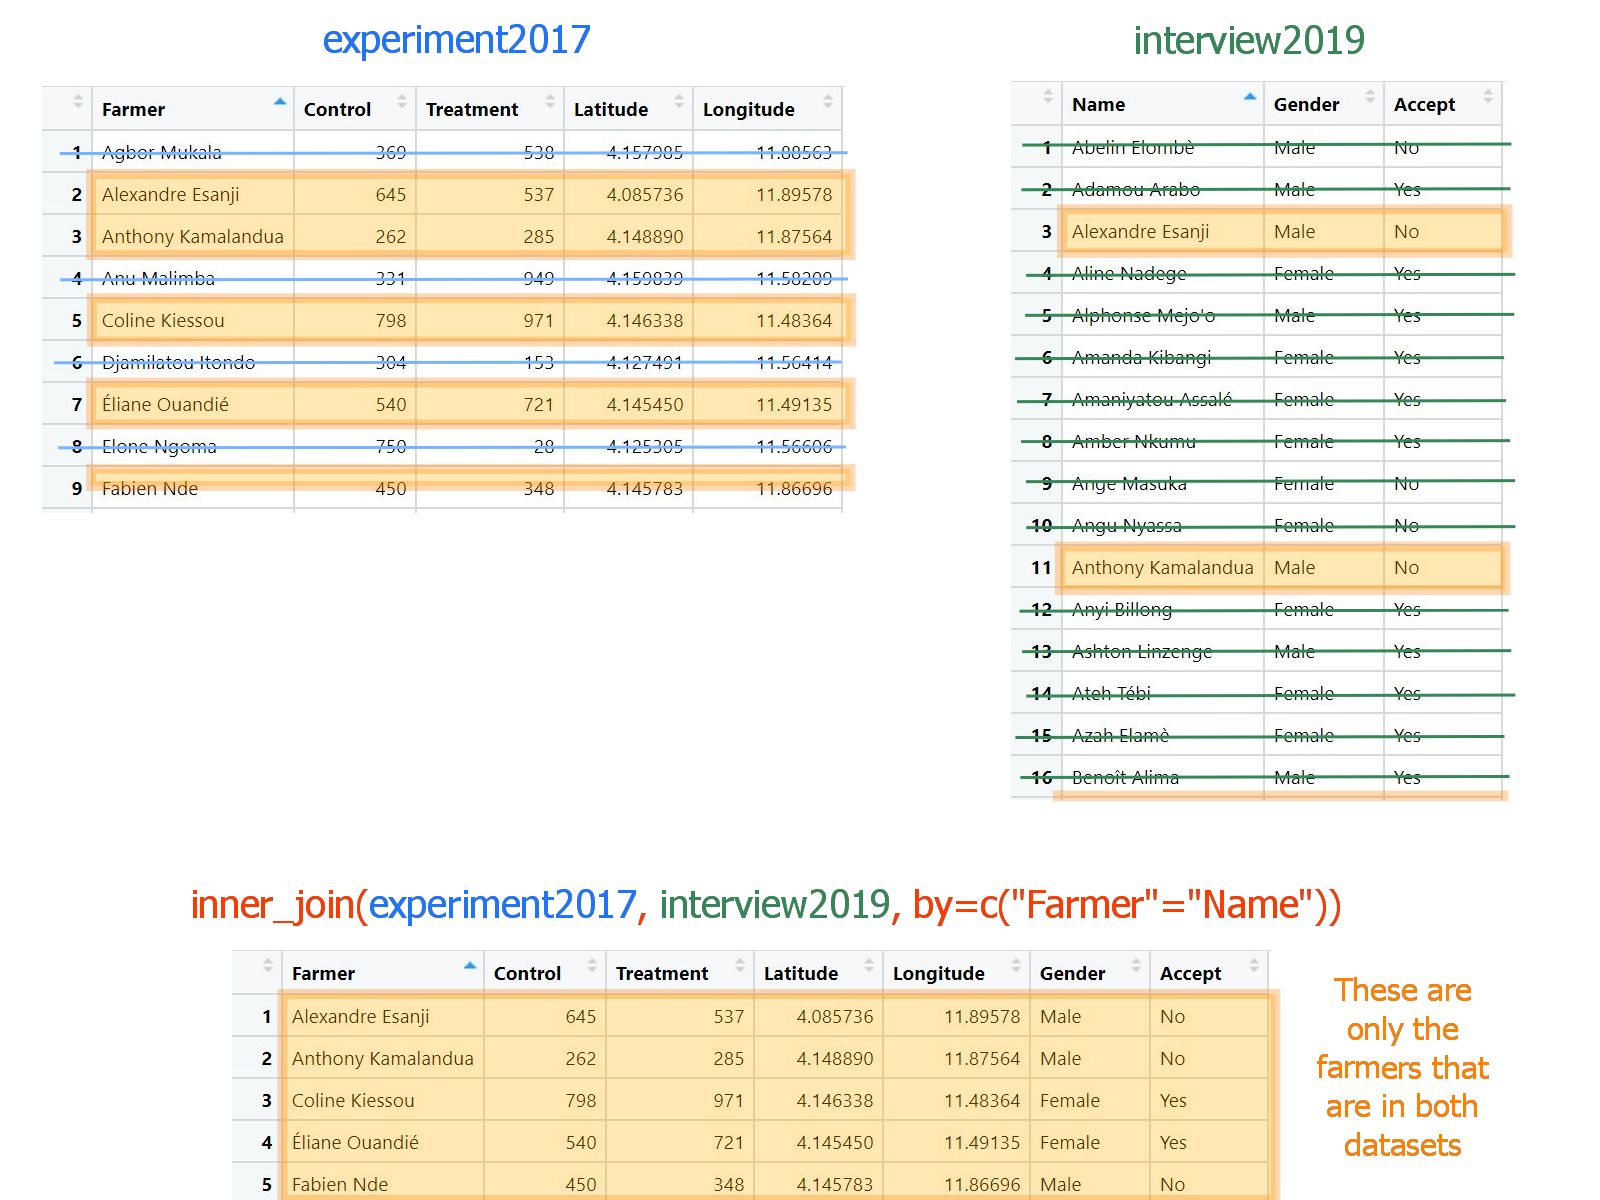 experiment2017
Farmer Control Treatment Latitude Longitude
1 Agbor Mukala 369 538 4.157985 11.88563
2 Alexandre Esanji 645 537 4.085736 11.89578
3 Anthony Kamalandua 262 285 4.148890 11.87564
4 Anu Malimba 331 949 4.159839 11.58209
5 Coline Kiessou 798 971 4.146338 11.48364
6 Djamilatou Itondo 304 153 4.127491 11.56414
7 Éliane Ouandié 540 721 4.145450 11.49135
8 Elone Ngoma 750 28 4.125305 11.56606
9 Fabien Nde 450 348 4.145783 11.86696
interview2019
Name Gender Accept
1 Abelin Elombè Male No
2 Adamou Arabo Male Yes
3 Alexandre Esanji Male No
4 Aline Nadege Female Yes
5 Alphonse Mejo'o Male Yes
6 Amanda Kibangi Female Yes
7 Amaniyatou Assalé Female Yes
8 Amber Nkumu Female Yes
9 Ange Masuka Female No
10 Angu Nyassa Female No
11 Anthony Kamalandua Male No
12 Anyi Billong Female Yes
13 Ashton Linzenge Male Yes
14 Ateh Tébi Female Yes
15 Azah Elamè Female Yes
16 Benoît Alima Male Yes
inner_join(experiment2017, interview2019, by=c("Farmer"="Name"))
Farmer Control Treatment Latitude Longitude Gender Accept
1 Alexandre Esanji 645 537 4.085736 11.89578 Male No
2 Anthony Kamalandua 262 285 4.148890 11.87564 Male No
3 Coline Kiessou 798 971 4.146338 11.48364 Female Yes
4 Éliane Ouandié 540 721 4.145450 11.49135 Female Yes
5 Fabien Nde 450 348 4.145783 11.86696 Male No
These are
only the
farmers that
are in both
datasets